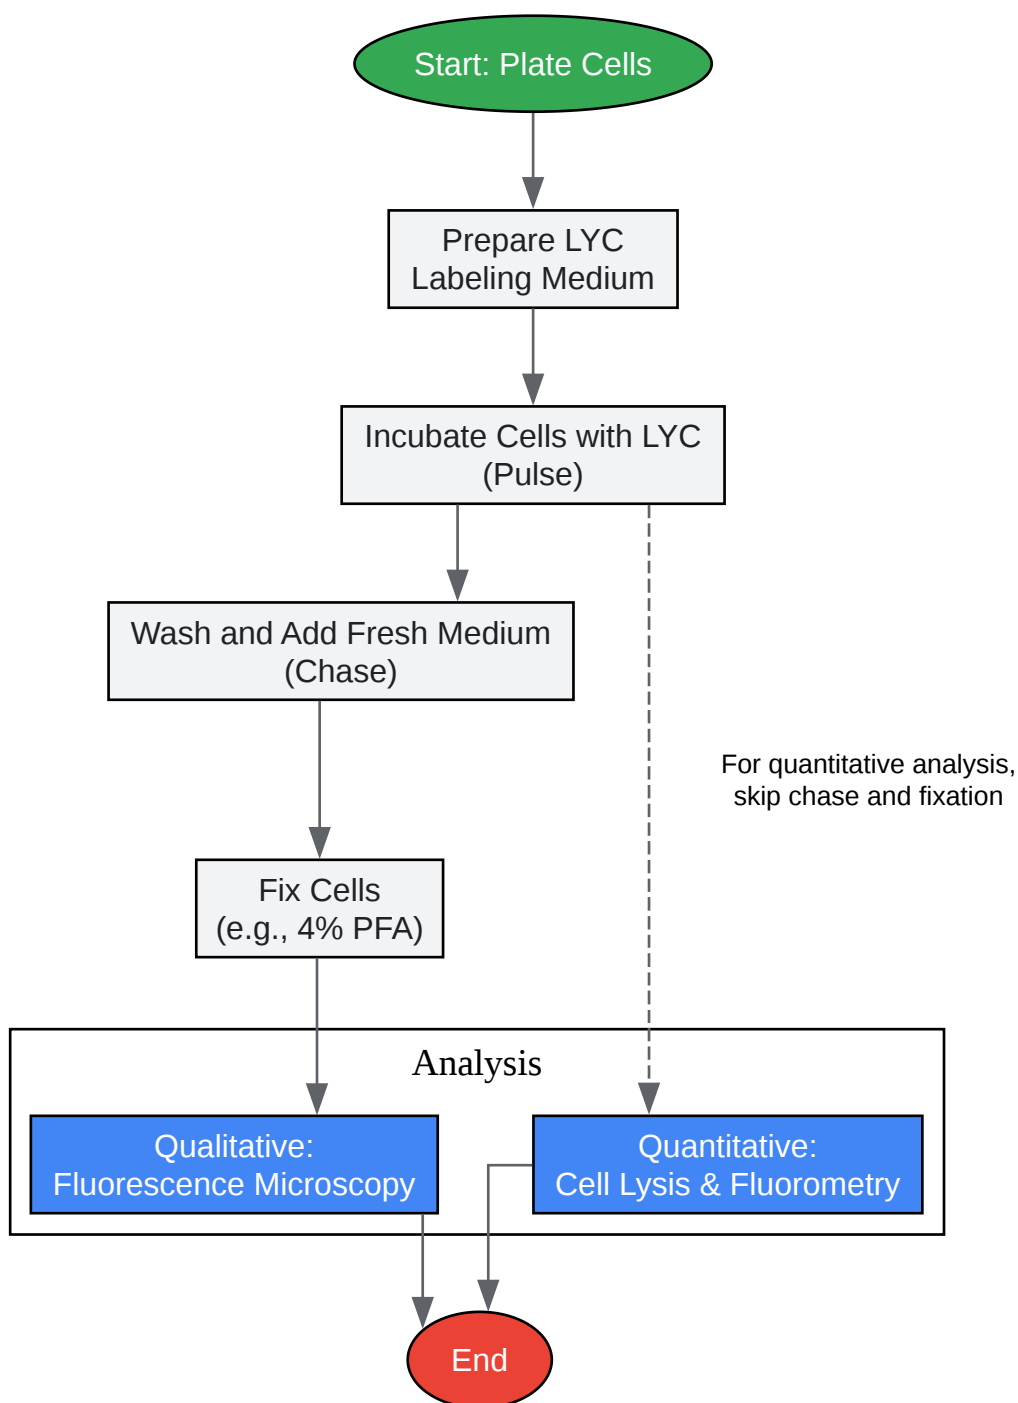 Start: Plate Cells
Prepare LYC
Labeling Medium
Incubate Cells with LYC
(Pulse)
Wash and Add Fresh Medium
(Chase)
For quantitative analysis,
skip chase and fixation
Fix Cells
(e.g., 4% PFA)
Analysis
Qualitative:
Fluorescence Microscopy
Quantitative:
Cell Lysis & Fluorometry
End